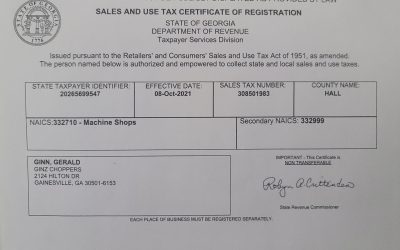 SALES AND USE TAX CERTIFICATE OF REGISTRATION
STATE OF GEORGIA
DEPARTMENT OF REVENUE
Taxpayer Services Division
Issued pursuant to the Retailers' and Consumers' Sales and Use Tax Act of 1951, as amended.
The person named below is authorized and empowered to collect state and local sales and use taxes.
STATE TAXPAYER IDENTIFIER: EFFECTIVE DATE: SALES TAX NUMBER: COUNTY NAME:
20265699547 08-Oct-2021 308501983 HALL
NAICS:332710 - Machine Shops Secondary NAICS: 332999
GINN, GERALD
GINZ CHOPPERS
2124 HILTON DR
GAINESVILLE, GA 30501-6153
IMPORTANT - This Certificate is
NON TRANSFERABLE
Robyn A. Crittenden
State Revenue Commissioner
EACH PLACE OF BUSINESS MUST BE REGISTERED SEPARATELY.